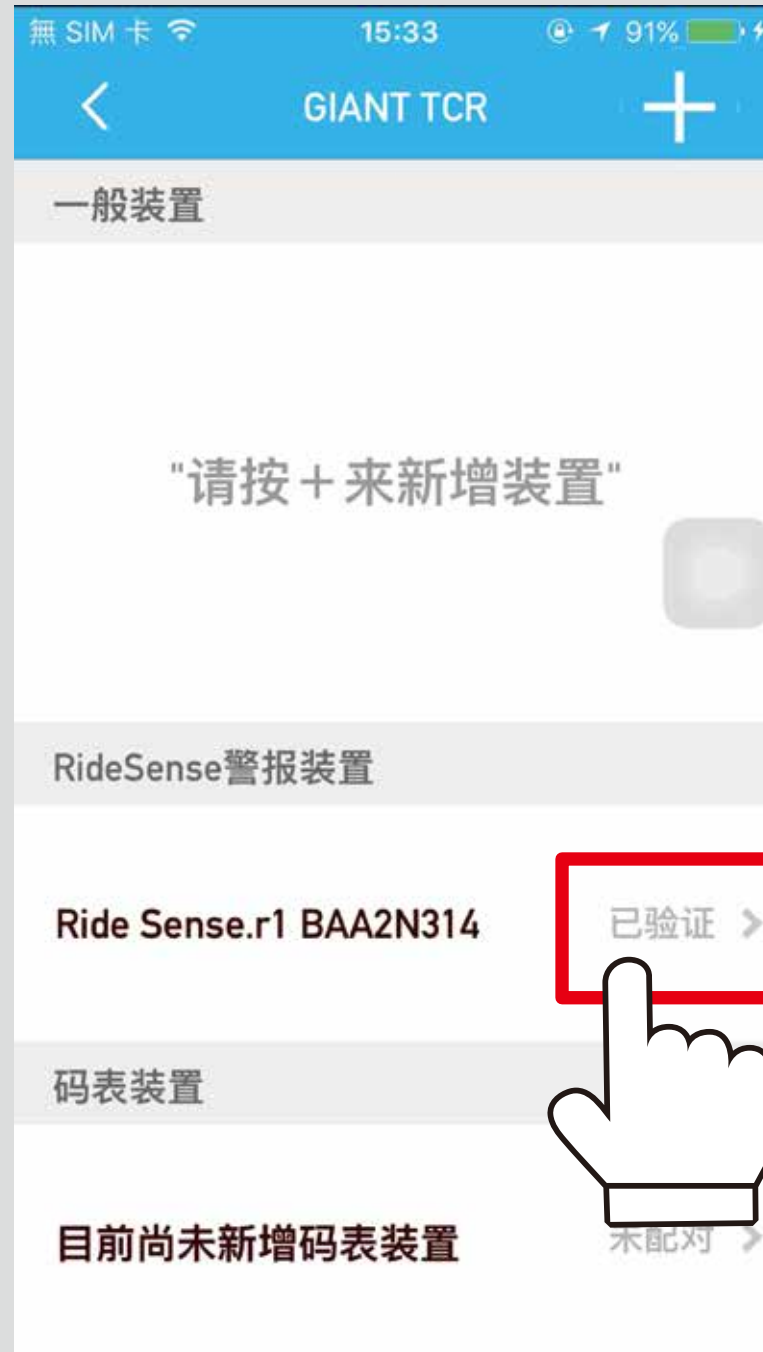 無 SIM 卡 15:33 91%
GIANT TCR
一般装置
"请按＋来新增装置"
RideSense警报装置
Ride Sense.r1 BAA2N314 已验证
码表装置
目前尚未新增码表装置 未配对